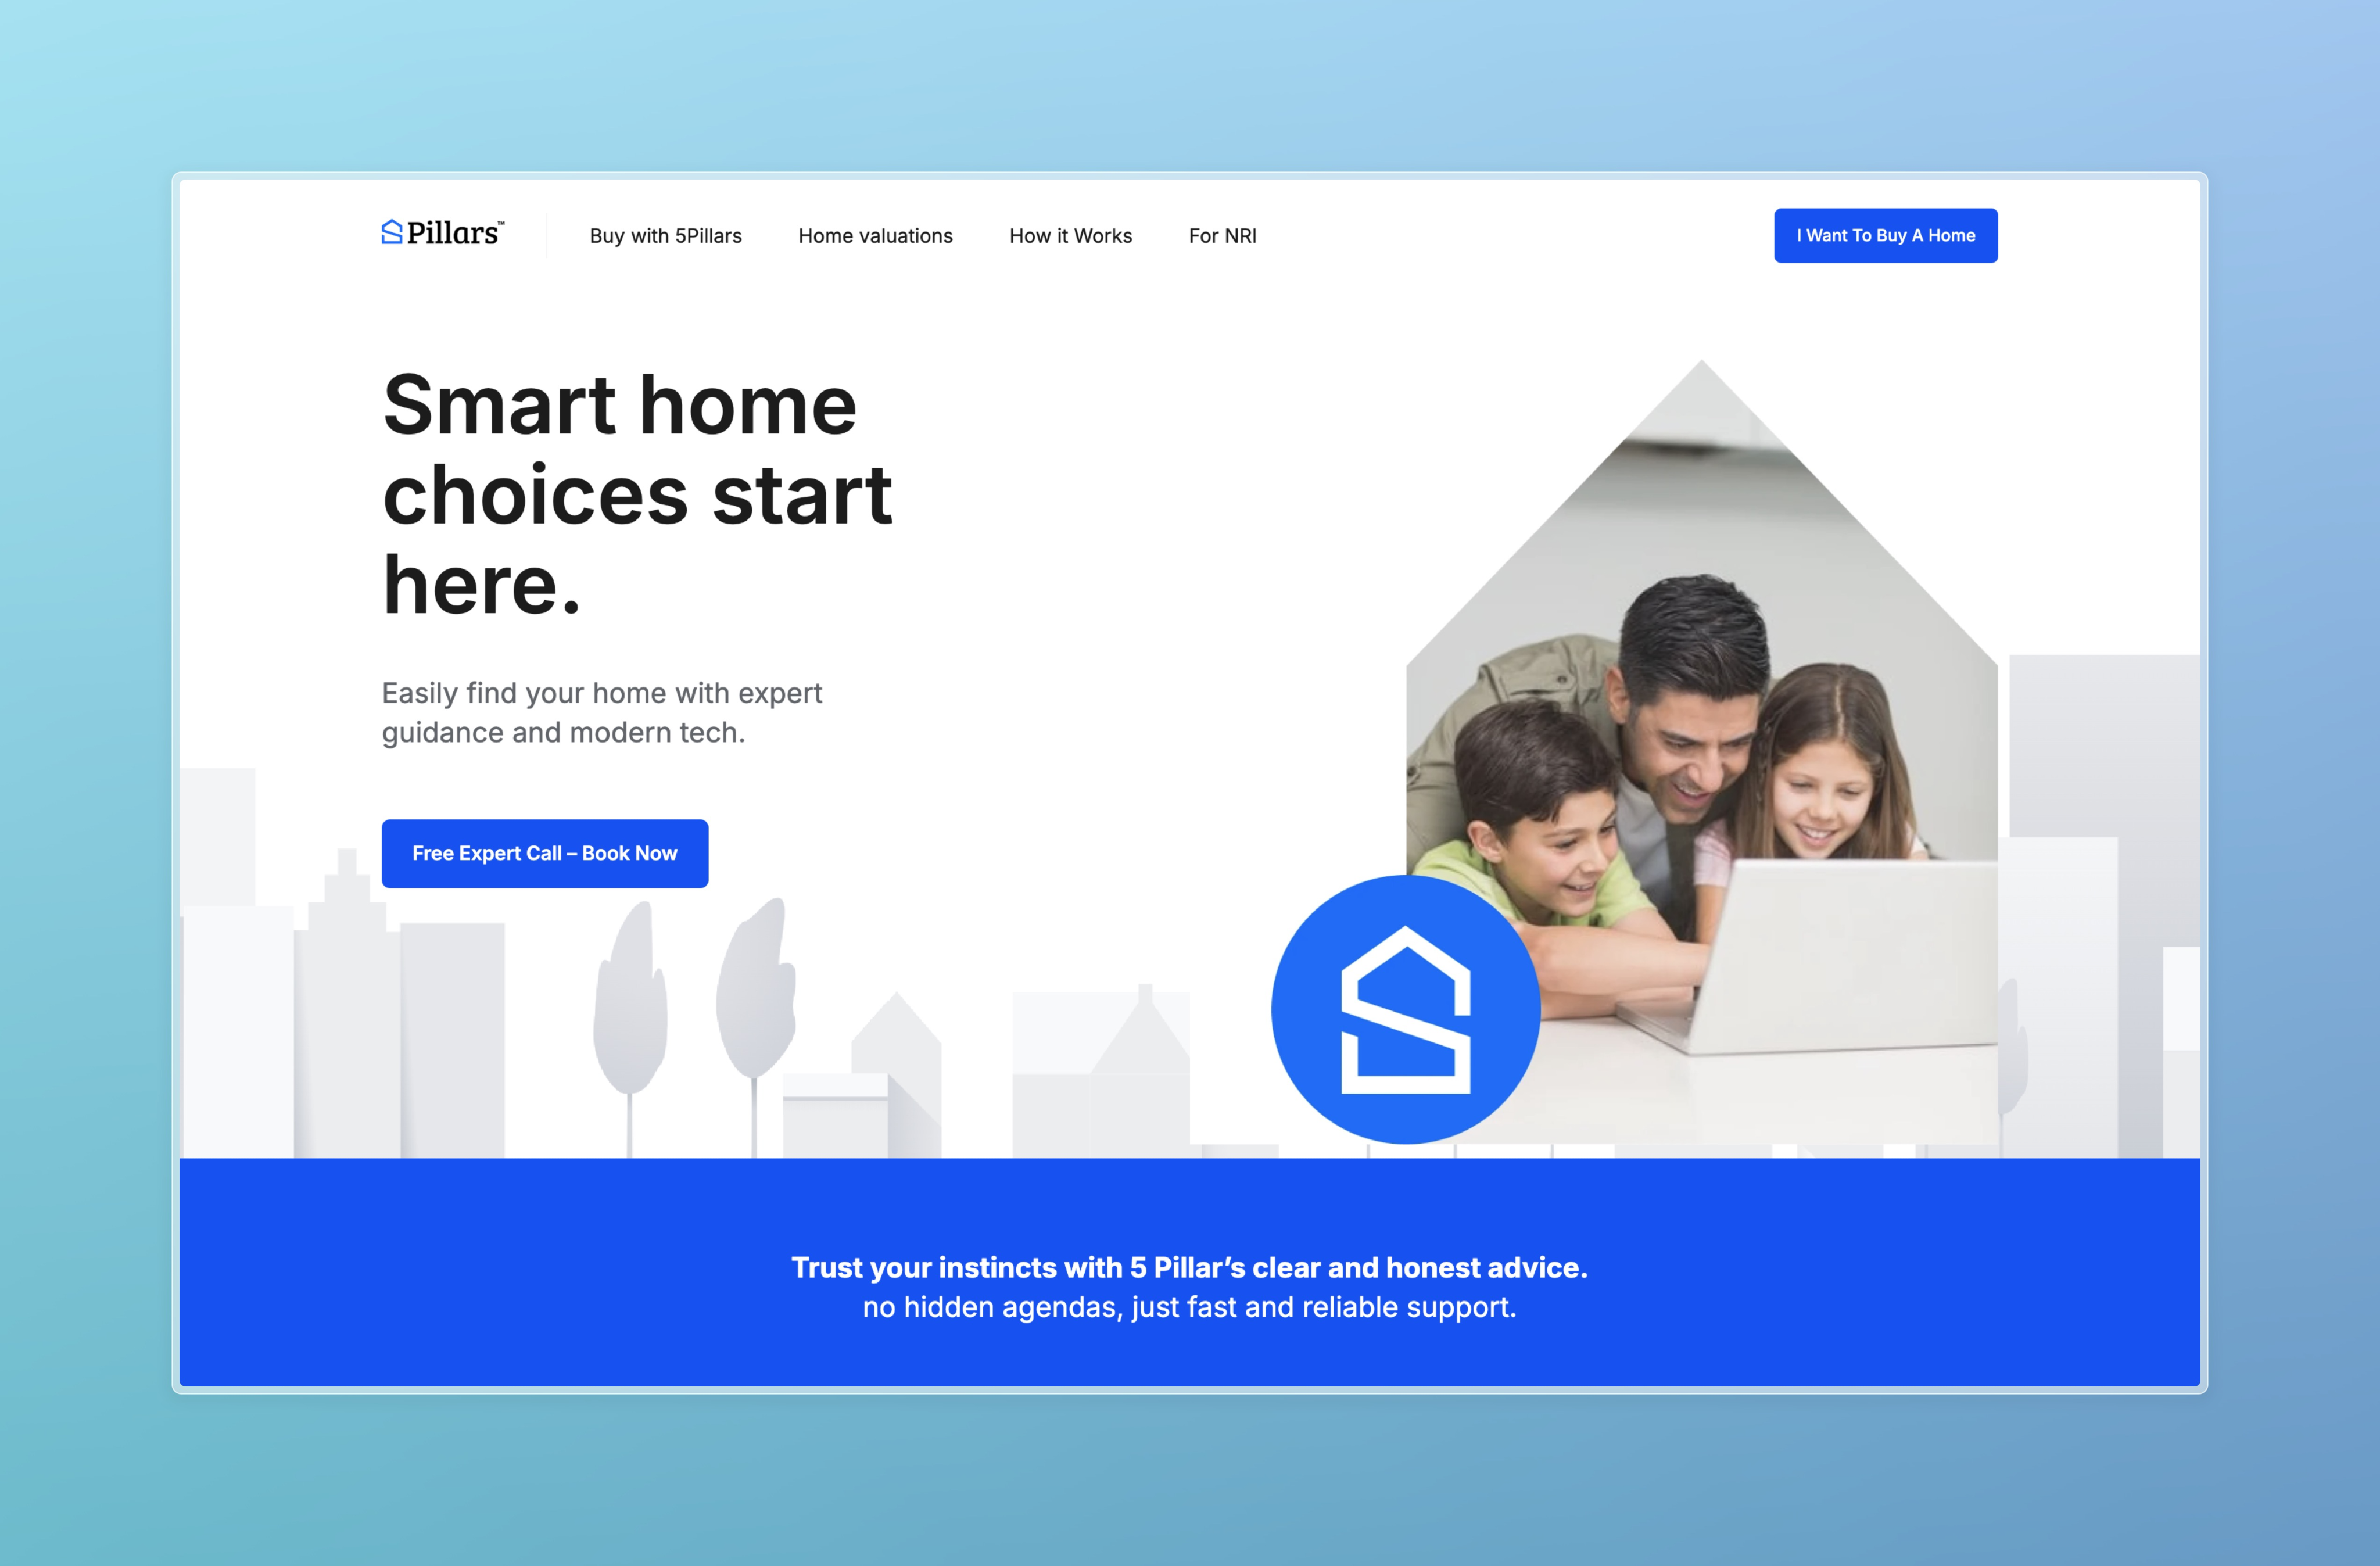 Pillars™
Buy with 5Pillars
Home valuations
How it Works
For NRI
I Want To Buy A Home
Smart home
choices start
here.
Easily find your home with expert
guidance and modern tech.
Free Expert Call – Book Now
Trust your instincts with 5 Pillar’s clear and honest advice.
no hidden agendas, just fast and reliable support.